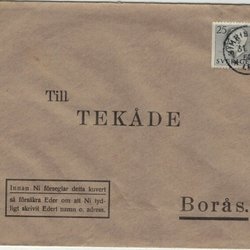 25
SVERIGE
Till
TEKÅDE
Innan Ni förseglar detta kuvert
så försäkra Eder om att Ni tyd-
ligt skrivit Edert namn o. adress.
Borås.